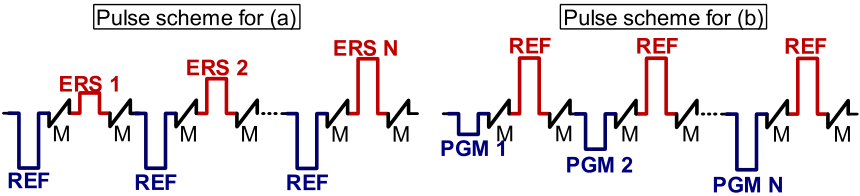 Pulse scheme for (a)
ERS 1
ERS 2
ERS N
M
M
M
M
M
M
REF
REF
REF
Pulse scheme for (b)
REF
REF
REF
M
M
M
M
M
M
PGM 1
PGM 2
PGM N